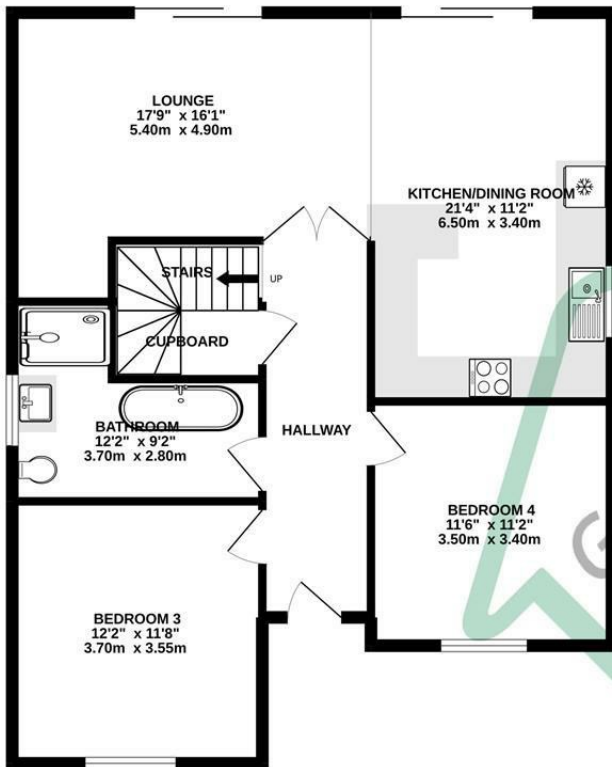 LOUNGE
17'9" x 16'1"
5.40m x 4.90m
KITCHEN/DINING ROOM
21'4" x 11'2"
6.50m x 3.40m
STAIRS
UP
CUPBOARD
BATHROOM
12'2" x 9'2"
3.70m x 2.80m
HALLWAY
BEDROOM 4
11'6" x 11'2"
3.50m x 3.40m
BEDROOM 3
12'2" x 11'8"
3.70m x 3.55m
G